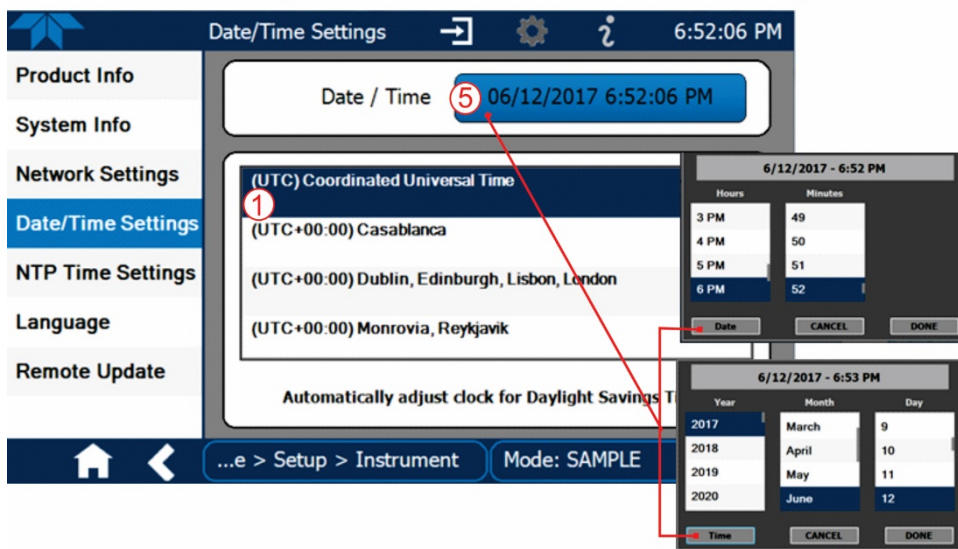 Date/Time Settings
6:52:06 PM
Product Info
System Info
Network Settings
Date/Time Settings
NTP Time Settings
Language
Remote Update
Date / Time
5
06/12/2017 6:52:06 PM
(UTC) Coordinated Universal Time
1
(UTC+00:00) Casablanca
(UTC+00:00) Dublin, Edinburgh, Lisbon, London
(UTC+00:00) Monrovia, Reykjavik
Automatically adjust clock for Daylight Savings Ti
...e > Setup > Instrument
Mode: SAMPLE
6/12/2017 - 6:52 PM
Hours Minutes
3 PM 49
4 PM 50
5 PM 51
6 PM 52
Date CANCEL DONE
6/12/2017 - 6:53 PM
Year Month Day
2017 March 9
2018 April 10
2019 May 11
2020 June 12
Time CANCEL DONE